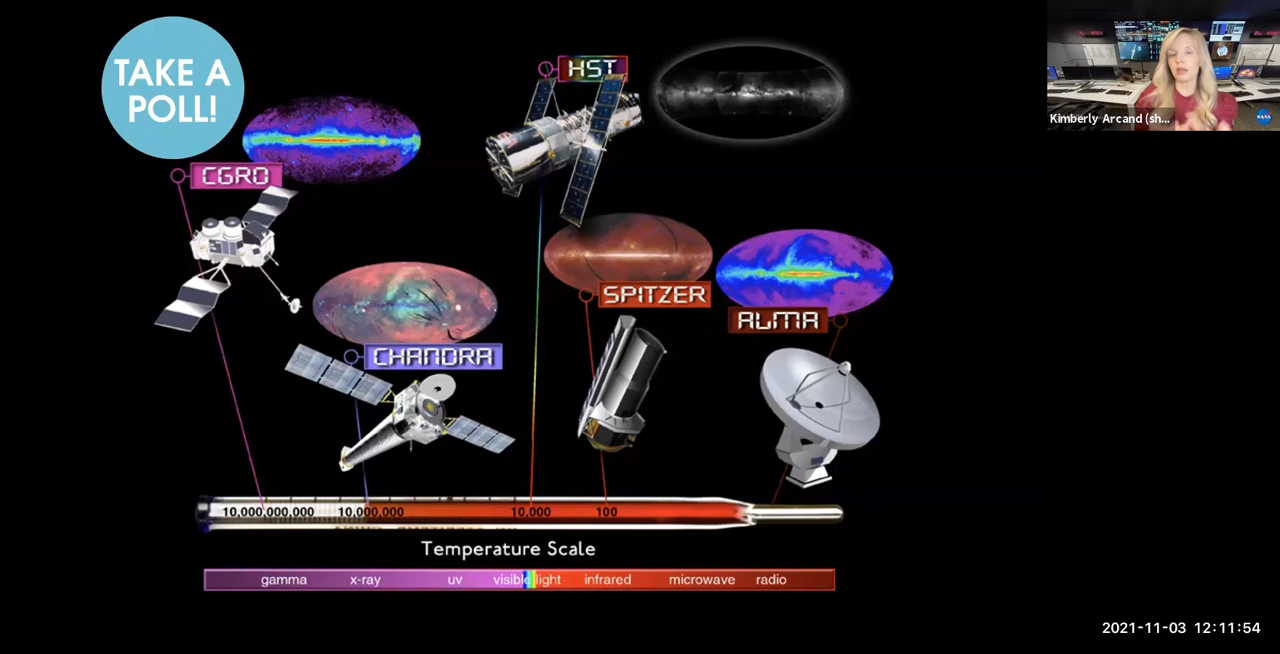 TAKE A
POLL!
HST
CGRO
SPITZER
ALMA
CHANDRA
10,000,000,000 10,000,000 10,000 100
Temperature Scale
gamma x-ray uv visible light infrared microwave radio
Kimberly Arcand (sh...
NASA
2021-11-03 12:11:54